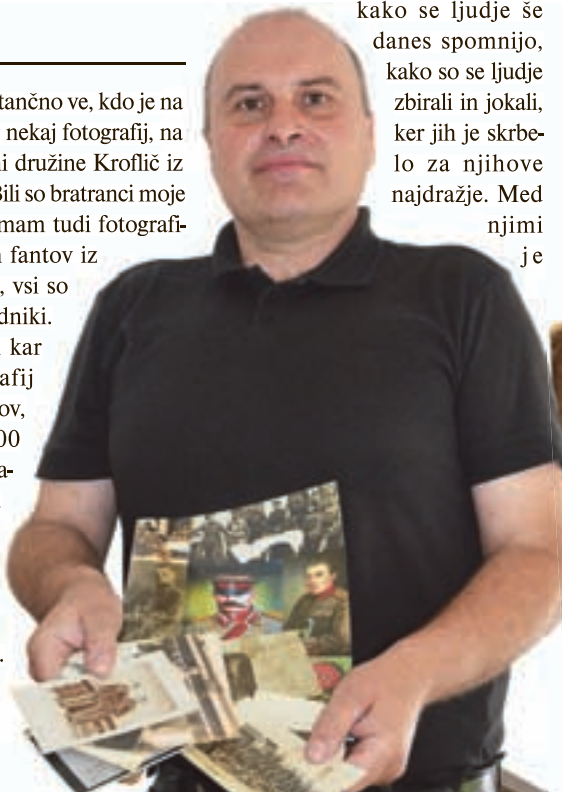 tančno ve, kdo je na
nekaj fotografij, na
ni družine Kroflič iz
Bili so bratranci moje
mam tudi fotografi-
fantov iz
, vsi so
dniki.
kar
afij
ov,
00
a-
.
kako se ljudje še
danes spomnijo,
kako so se ljudje
zbirali in jokali,
ker jih je skrbe-
lo za njihove
najdražje. Med
njimi
je